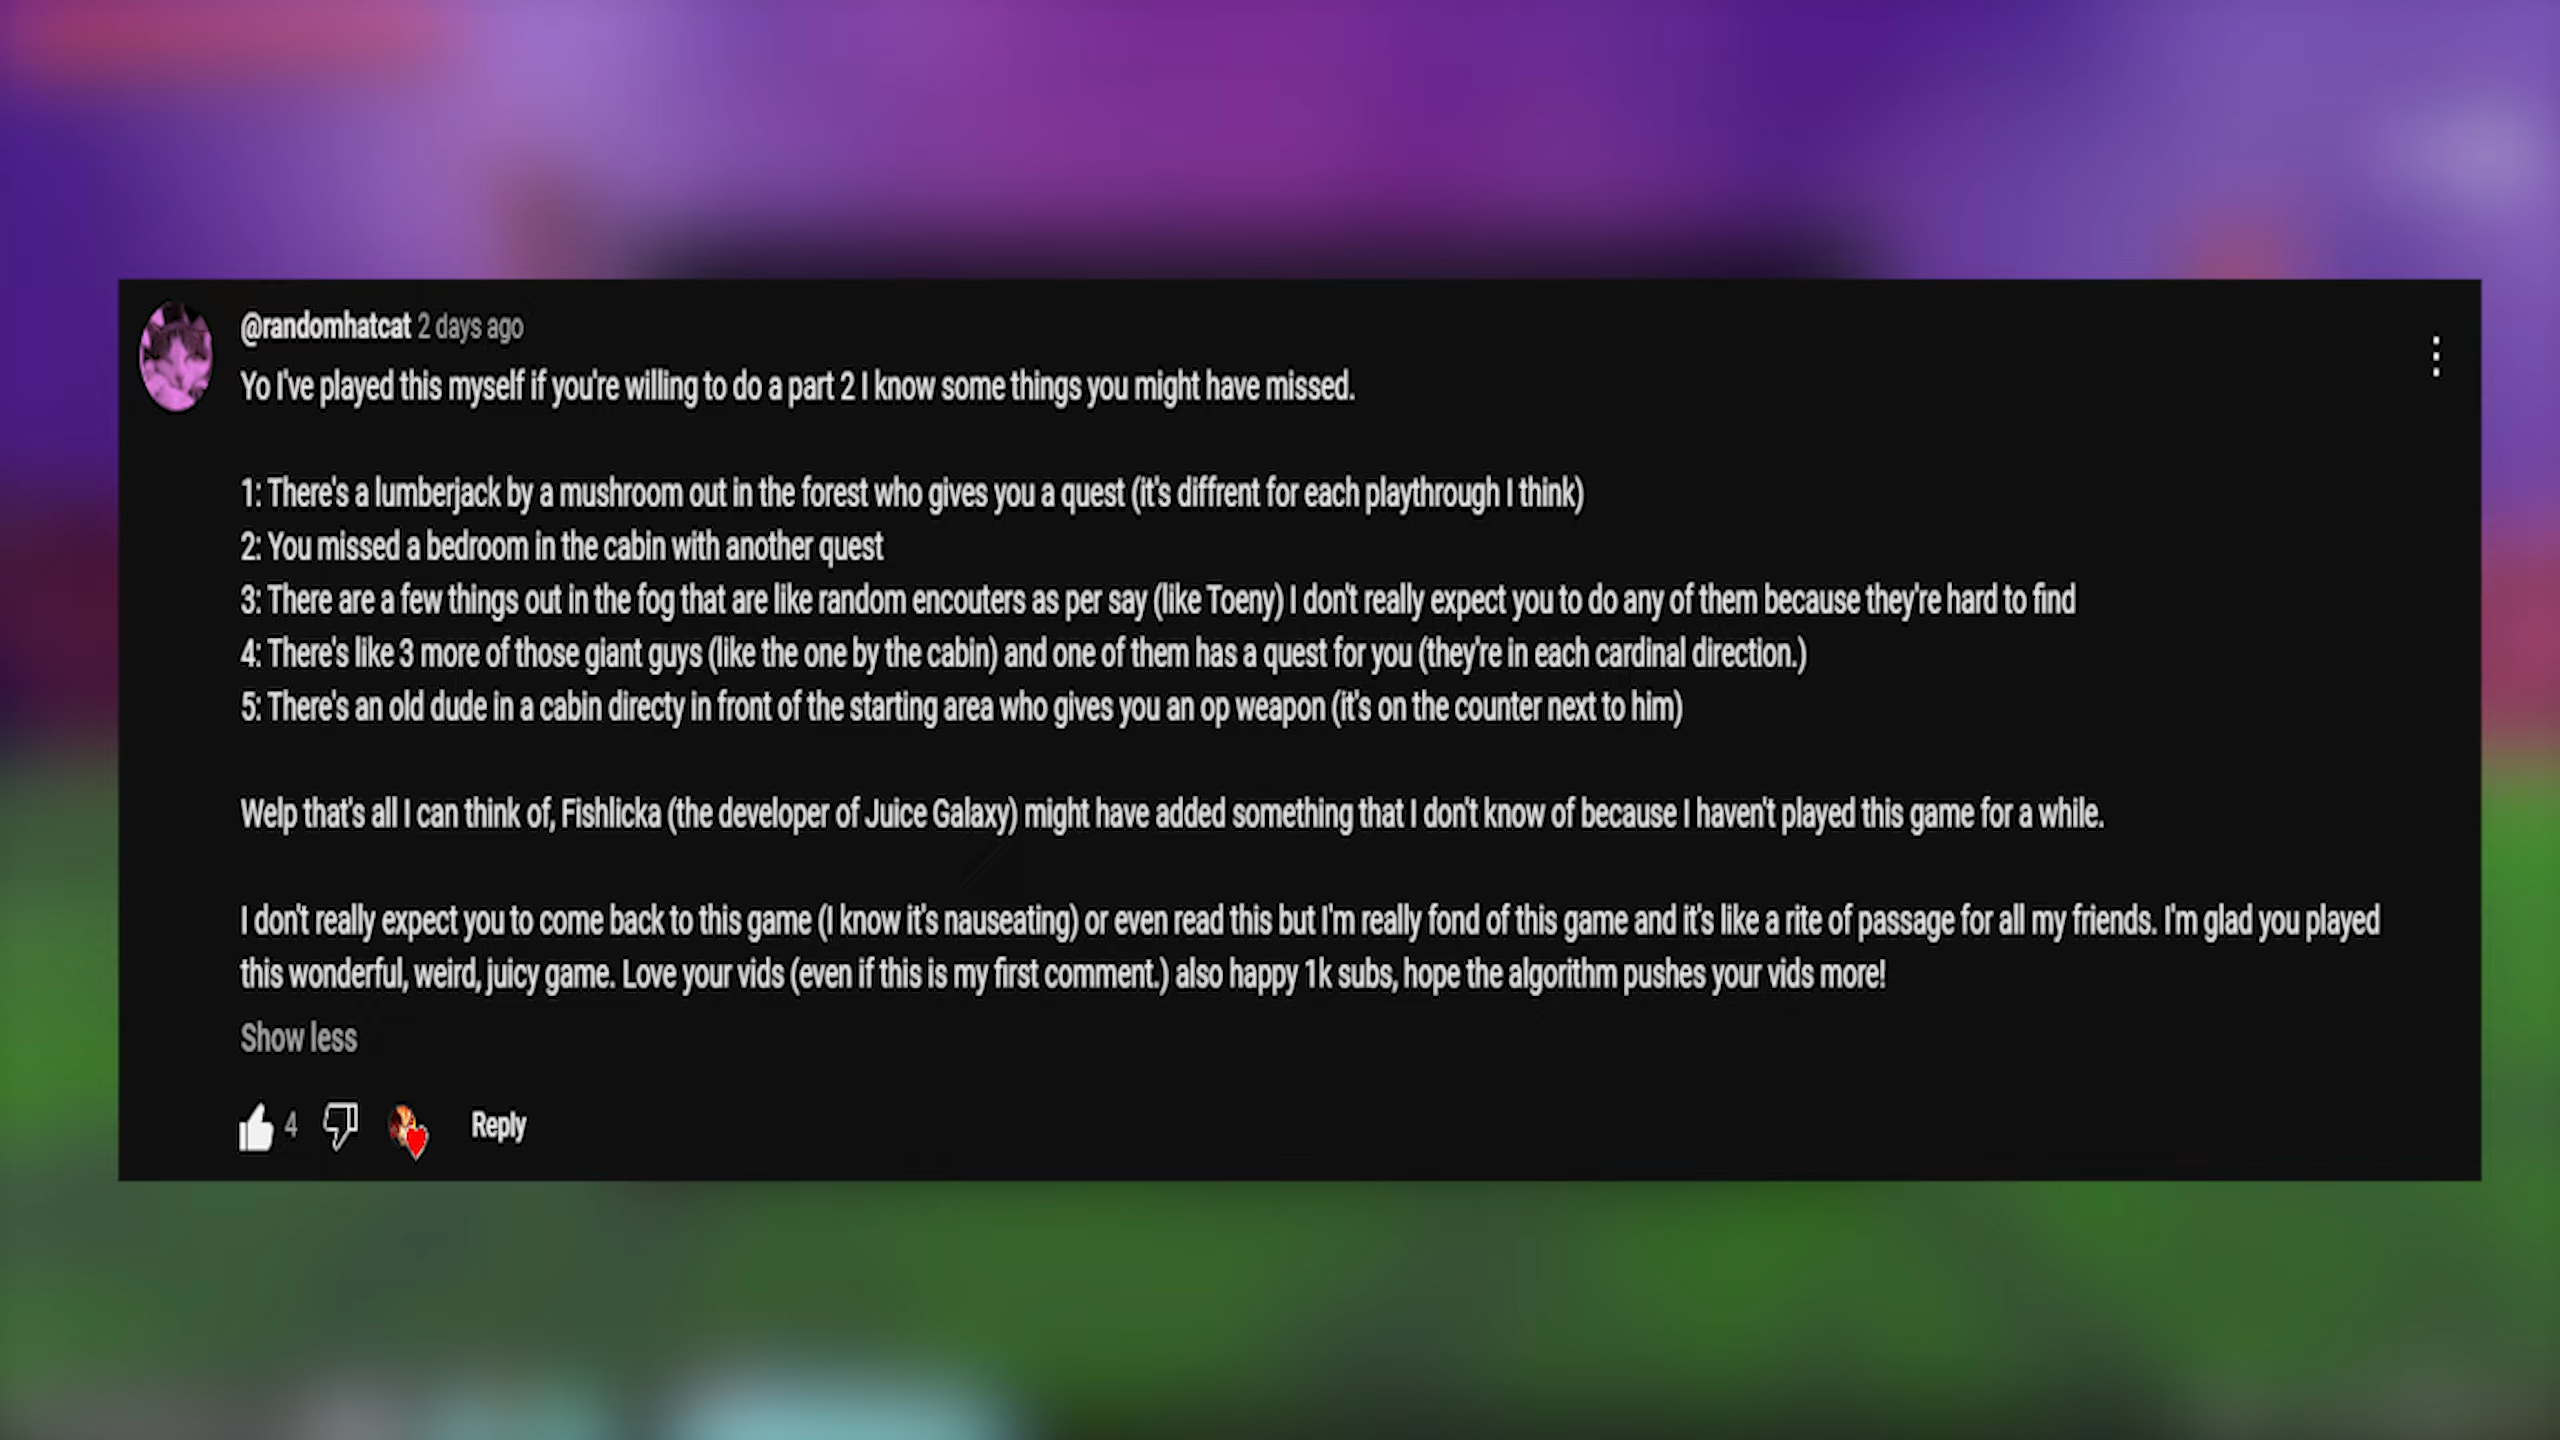 @randomhatcat 2 days ago
Yo I've played this myself if you're willing to do a part 2 I know some things you might have missed.
1: There's a lumberjack by a mushroom out in the forest who gives you a quest (it's diffrent for each playthrough I think)
2: You missed a bedroom in the cabin with another quest
3: There are a few things out in the fog that are like random encouters as per say (like Toeny) I don't really expect you to do any of them because they're hard to find
4: There's like 3 more of those giant guys (like the one by the cabin) and one of them has a quest for you (they're in each cardinal direction.)
5: There's an old dude in a cabin directy in front of the starting area who gives you an op weapon (it's on the counter next to him)
Welp that's all I can think of, Fishlicka (the developer of Juice Galaxy) might have added something that I don't know of because I haven't played this game for a while.
I don't really expect you to come back to this game (I know it's nauseating) or even read this but I'm really fond of this game and it's like a rite of passage for all my friends. I'm glad you played
this wonderful, weird, juicy game. Love your vids (even if this is my first comment.) also happy 1k subs, hope the algorithm pushes your vids more!
Show less
4 Reply